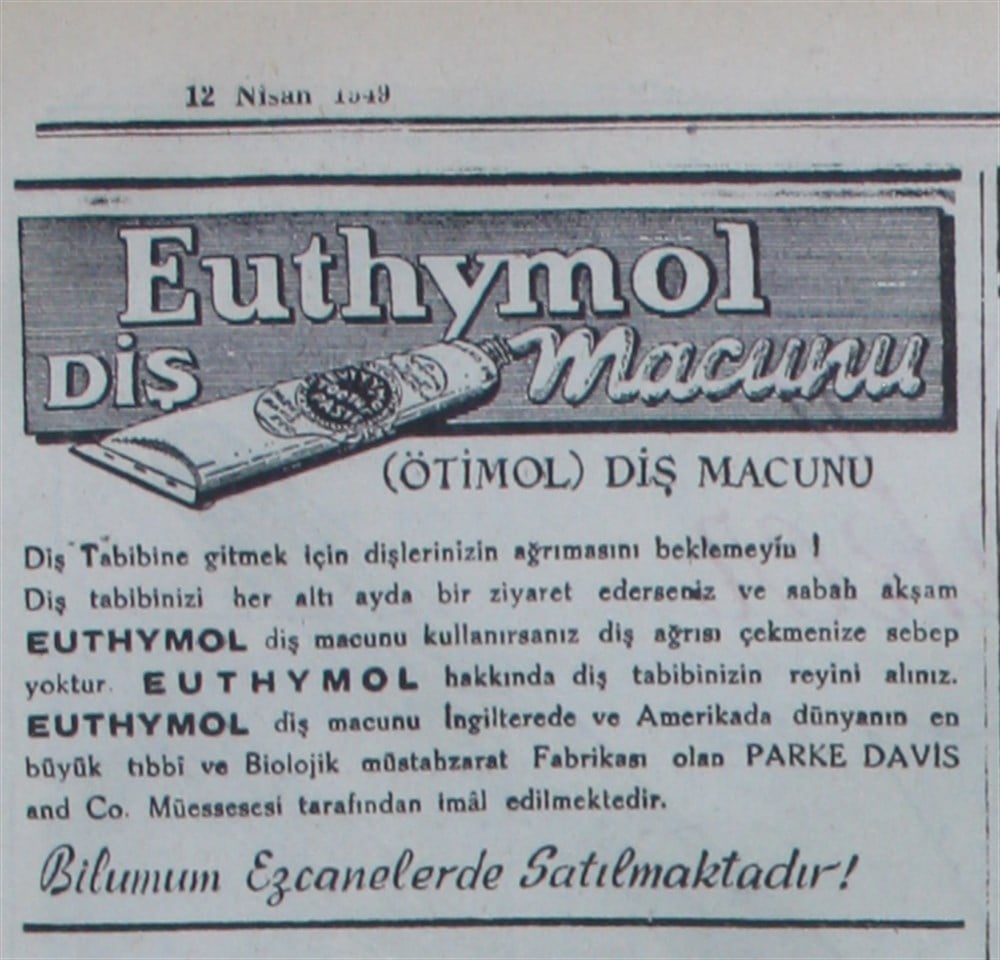 12 Nisan 1949
Euthymol
DİŞ Macunu
(ÖTİMOL) DİŞ MACUNU
Diş Tabibine gitmek için dişlerinizin ağrımasını beklemeyin !
Diş tabibinizi her altı ayda bir ziyaret ederseniz ve sabah akşam
EUTHYMOL diş macunu kullanırsanız diş ağrısı çekmenize sebep
yoktur. EUTHYMOL hakkında diş tabibinizin reyini alınız.
EUTHYMOL diş macunu İngilterede ve Amerikada dünyanın en
büyük tıbbî ve Biolojik müstahzarat Fabrikası olan PARKE DAVİS
and Co. Müessesesi tarafından imâl edilmektedir.
Bilumum Ezcanelerde Satılmaktadır!